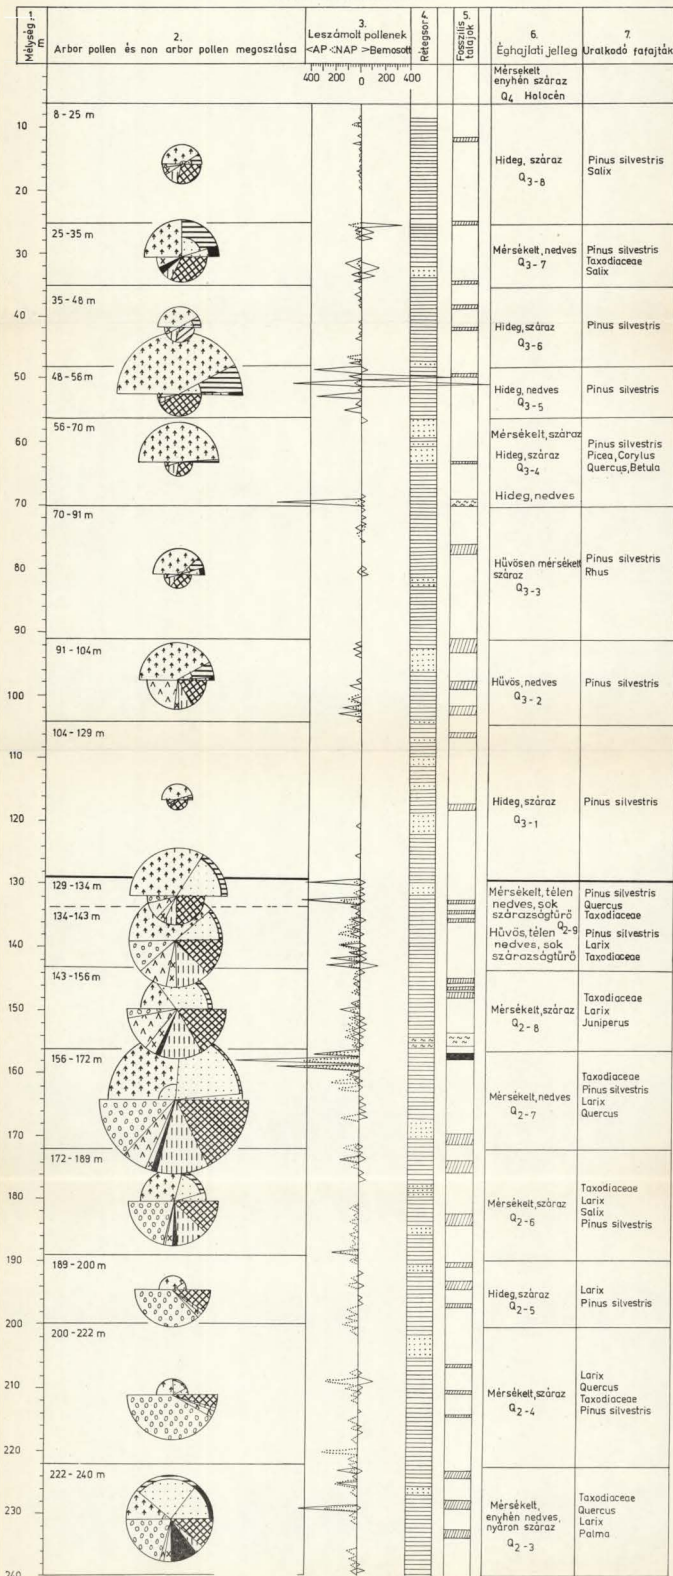 Mélység, 1.
m
2.
Arbor pollen és non arbor pollen megoszlása
3.
Leszámolt pollenek
<AP <NAP >Bemosott
400 200 200 400
0
4.
Rétegsor
5.
Fosszilis talajok
6.
Éghajlati jelleg
7.
Uralkodó fafajták
Mérsékelt
enyhén száraz
Q4 Holocén
10
20
30
40
50
60
70
80
90
100
110
120
130
140
150
160
170
180
190
200
210
220
230
240
8-25 m
Hideg, száraz
Q3-8
Pinus silvestris
Salix
25-35 m
Mérsékelt, nedves
Q3-7
Pinus silvestris
Taxodiaceae
Salix
35-48 m
Hideg, száraz
Q3-6
Pinus silvestris
48-56 m
Hideg, nedves
Q3-5
Pinus silvestris
56-70 m
Mérsékelt, száraz
Hideg, száraz
Q3-4
Hideg, nedves
Pinus silvestris
Picea, Corylus
Quercus, Betula
70-91 m
Hűvösen mérsékelt
száraz
Q3-3
Pinus silvestris
Rhus
91-104 m
Hűvös, nedves
Q3-2
Pinus silvestris
104-129 m
Hideg, száraz
Q3-1
Pinus silvestris
129-134 m
Mérsékelt, télen
nedves, sok
szárazságtűrő
Pinus silvestris
Quercus
Taxodiaceae
134-143 m
Hűvös, télen Q2-9
nedves, sok
szárazságtűrő
Pinus silvestris
Larix
Taxodiaceae
143-156 m
Mérsékelt, száraz
Q2-8
Taxodiaceae
Larix
Juniperus
156-172 m
Mérsékelt, nedves
Q2-7
Taxodiaceae
Pinus silvestris
Larix
Quercus
172-189 m
Mérsékelt, száraz
Q2-6
Taxodiaceae
Larix
Salix
Pinus silvestris
189-200 m
Hideg, száraz
Q2-5
Larix
Pinus silvestris
200-222 m
Mérsékelt, száraz
Q2-4
Larix
Quercus
Taxodiaceae
Pinus silvestris
222-240 m
Mérsékelt,
enyhén nedves,
nyáron száraz
Q2-3
Taxodiaceae
Quercus
Larix
Palma